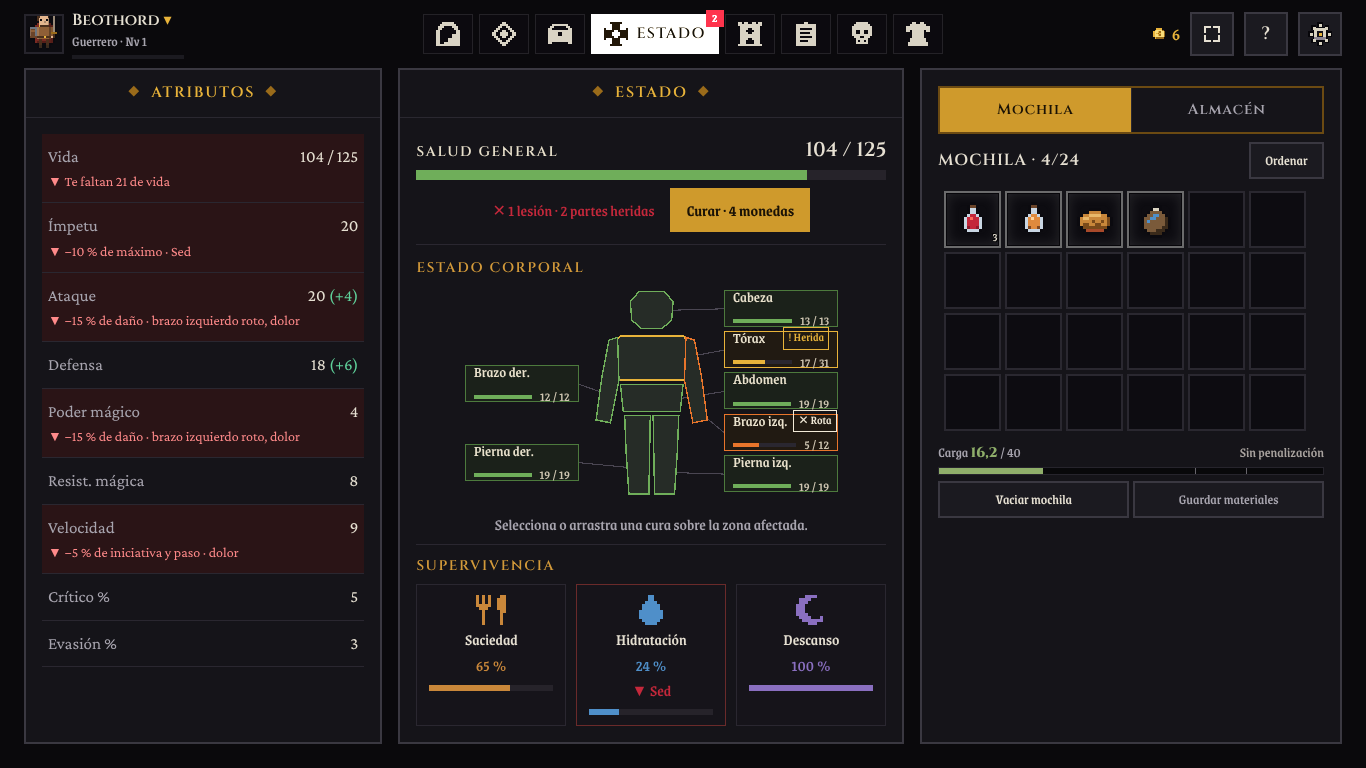 BEOTHORD ▼
Guerrero · Nv 1
ESTADO
2
6
?
ATRIBUTOS
Vida 104 / 125
▼ Te faltan 21 de vida
Ímpetu 20
▼ −10 % de máximo · Sed
Ataque 20 (+4)
▼ −15 % de daño · brazo izquierdo roto, dolor
Defensa 18 (+6)
Poder mágico 4
▼ −15 % de daño · brazo izquierdo roto, dolor
Resist. mágica 8
Velocidad 9
▼ −5 % de iniciativa y paso · dolor
Crítico % 5
Evasión % 3
ESTADO
SALUD GENERAL 104 / 125
✕ 1 lesión · 2 partes heridas
Curar · 4 monedas
ESTADO CORPORAL
Cabeza
13 / 13
Tórax ! Herida
17 / 31
Brazo der.
12 / 12
Abdomen
19 / 19
Brazo izq. ✕ Rota
5 / 12
Pierna der.
19 / 19
Pierna izq.
19 / 19
Selecciona o arrastra una cura sobre la zona afectada.
SUPERVIVENCIA
Saciedad
65 %
Hidratación
24 %
▼ Sed
Descanso
100 %
MOCHILA
ALMACÉN
MOCHILA · 4/24
Ordenar
3
Carga 16,2 / 40
Sin penalización
Vaciar mochila
Guardar materiales